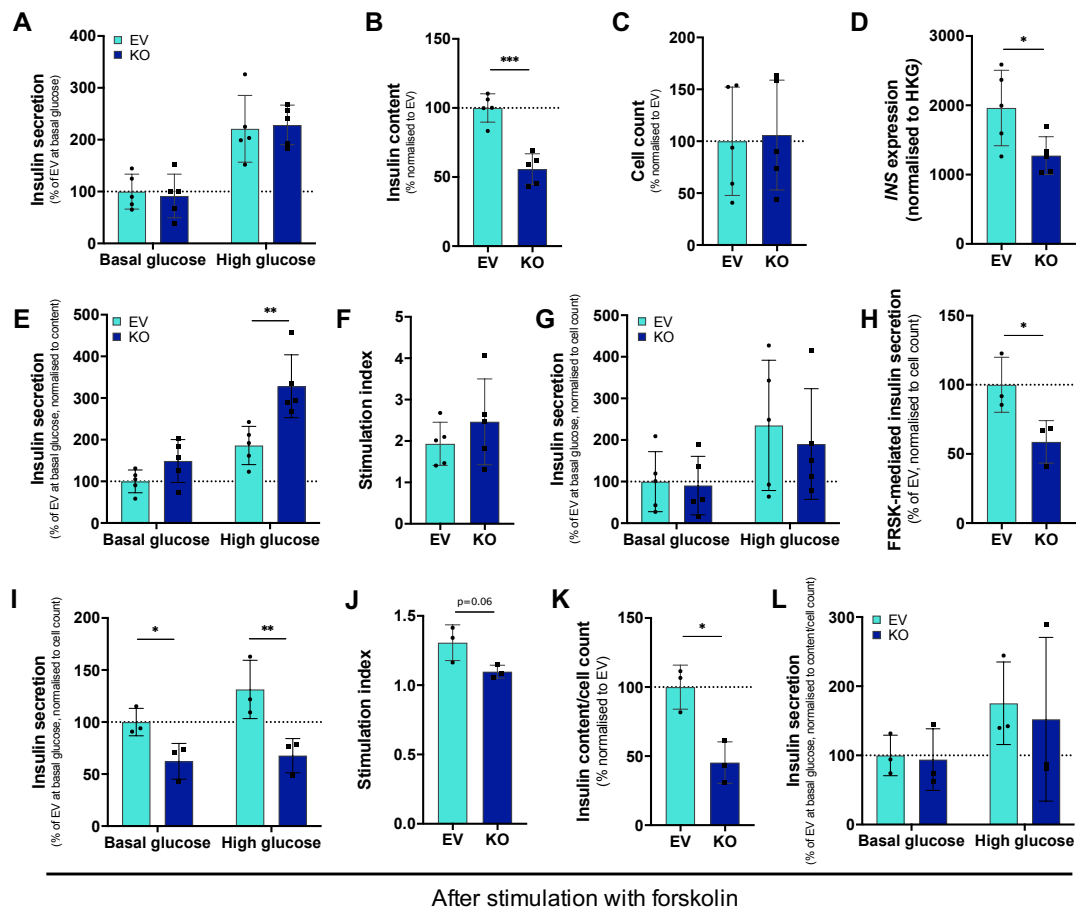 A
EV
KO
Insulin secretion
(% of EV at basal glucose)
400
300
200
100
0
Basal glucose
High glucose
B
Insulin content
(% normalised to EV)
150
100
50
0
***
EV
KO
C
Cell count
(% normalised to EV)
200
150
100
50
0
EV
KO
D
INS expression
(normalised to HKG)
3000
2000
1000
0
*
EV
KO
E
EV
KO
Insulin secretion
(% of EV at basal glucose, normalised to content)
500
400
300
200
100
0
**
Basal glucose
High glucose
F
Stimulation index
5
4
3
2
1
0
EV
KO
G
EV
KO
Insulin secretion
(% of EV at basal glucose, normalised to cell count)
500
400
300
200
100
0
Basal glucose
High glucose
H
FRSK-mediated insulin secretion
(% of EV, normalised to cell count)
150
100
50
0
*
EV
KO
I
Insulin secretion
(% of EV at basal glucose, normalised to cell count)
200
150
100
50
0
*
**
Basal glucose
High glucose
J
Stimulation index
1.5
1.0
0.5
0.0
p=0.06
EV
KO
K
Insulin content/cell count
(% normalised to EV)
150
100
50
0
*
EV
KO
L
EV
KO
Insulin secretion
(% of EV at basal glucose, normalised to content/cell count)
300
200
100
0
Basal glucose
High glucose
After stimulation with forskolin